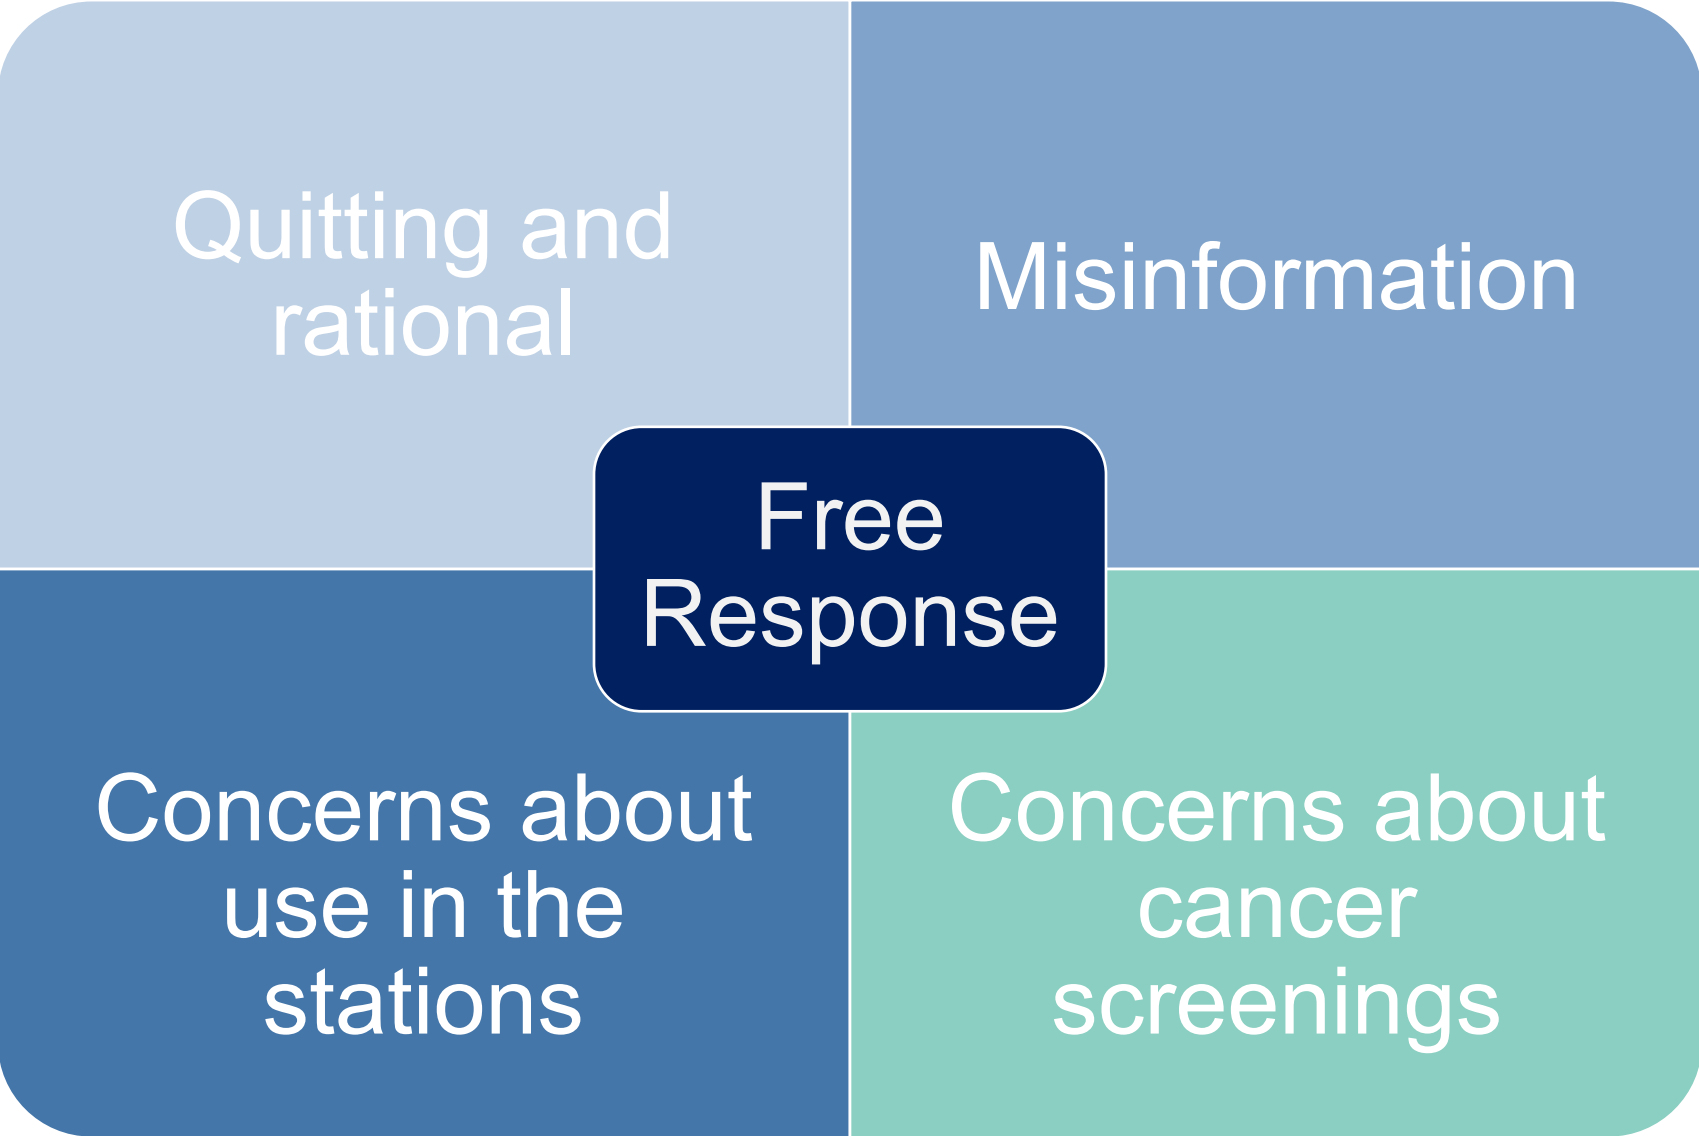 Quitting and
rational
Misinformation
Free
Response
Concerns about
use in the
stations
Concerns about
cancer
screenings